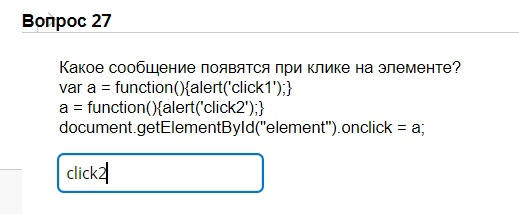 Вопрос 27
Какое сообщение появятся при клике на элементе?
var a = function(){alert('click1');}
a = function(){alert('click2');}
document.getElementById("element").onclick = a;
click2